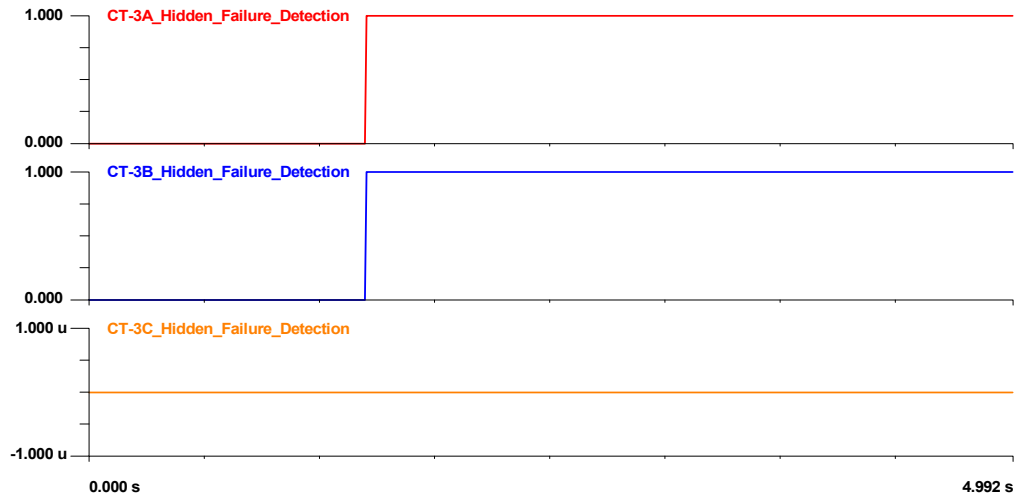 1.000 CT-3A_Hidden_Failure_Detection
0.000
1.000 CT-3B_Hidden_Failure_Detection
0.000
1.000 u CT-3C_Hidden_Failure_Detection
-1.000 u
0.000 s 4.992 s